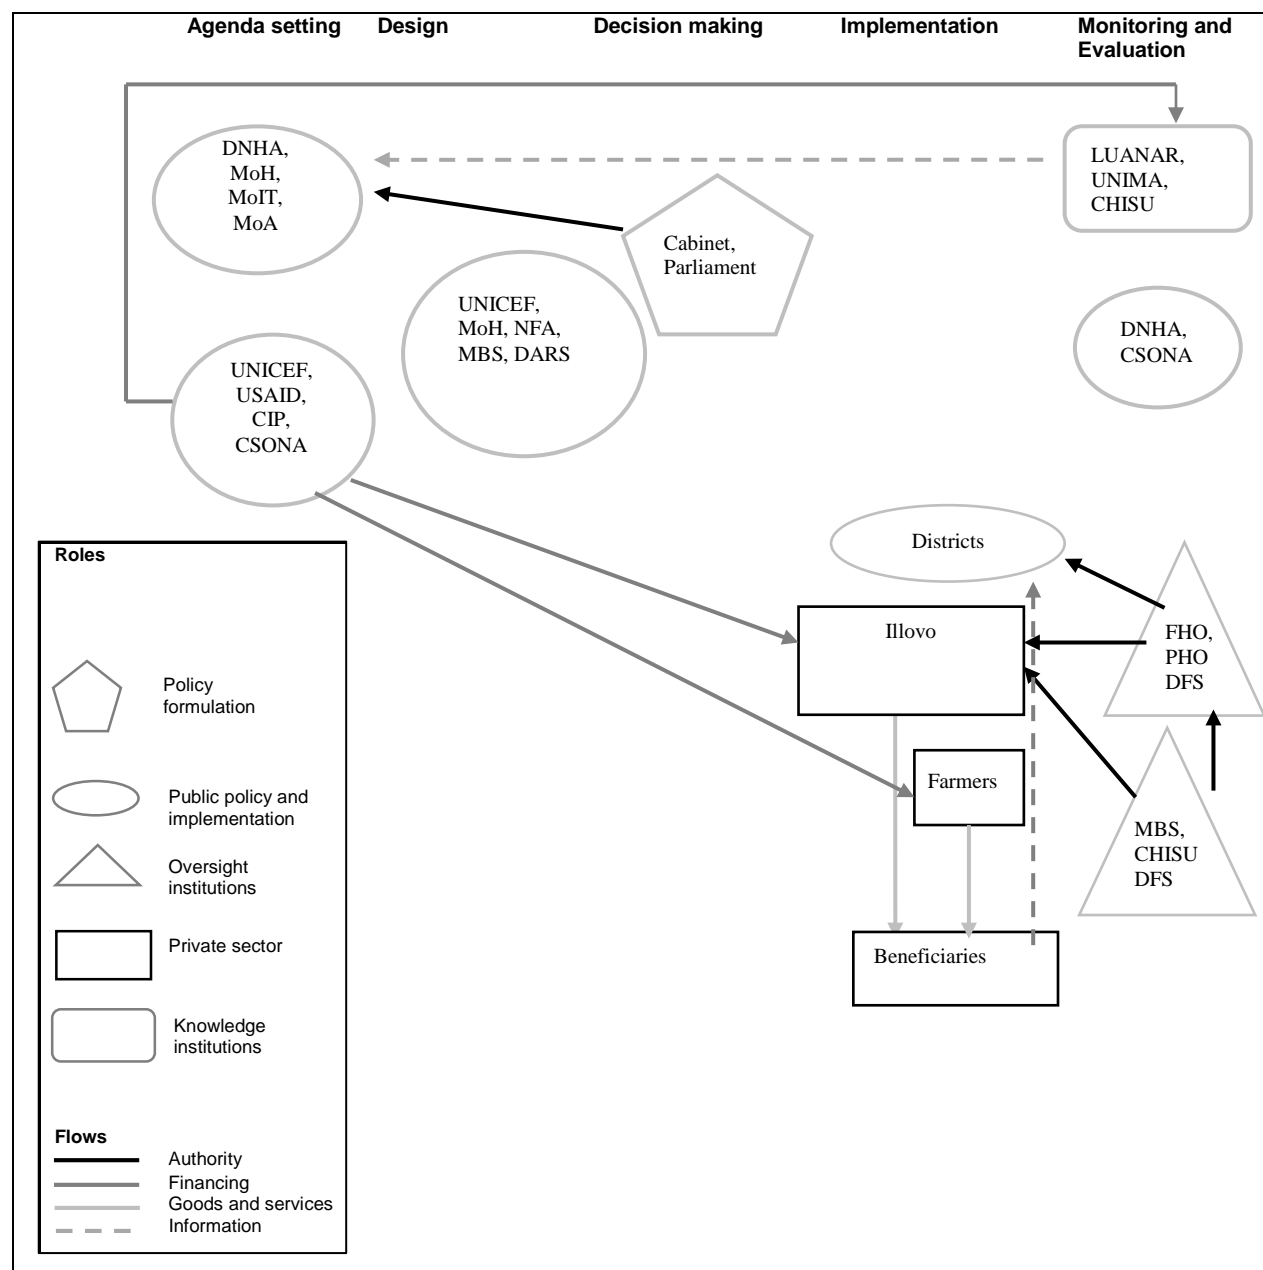 Agenda setting
Design
Decision making
Implementation
Monitoring and
Evaluation
DNHA,
MoH,
MoIT,
MoA
LUANAR,
UNIMA,
CHISU
Cabinet,
Parliament
UNICEF,
MoH, NFA,
MBS, DARS
DNHA,
CSONA
UNICEF,
USAID,
CIP,
CSONA
Districts
Illovo
FHO,
PHO
DFS
Farmers
MBS,
CHISU
DFS
Beneficiaries
Roles
Policy
formulation
Public policy and
implementation
Oversight
institutions
Private sector
Knowledge
institutions
Flows
Authority
Financing
Goods and services
Information